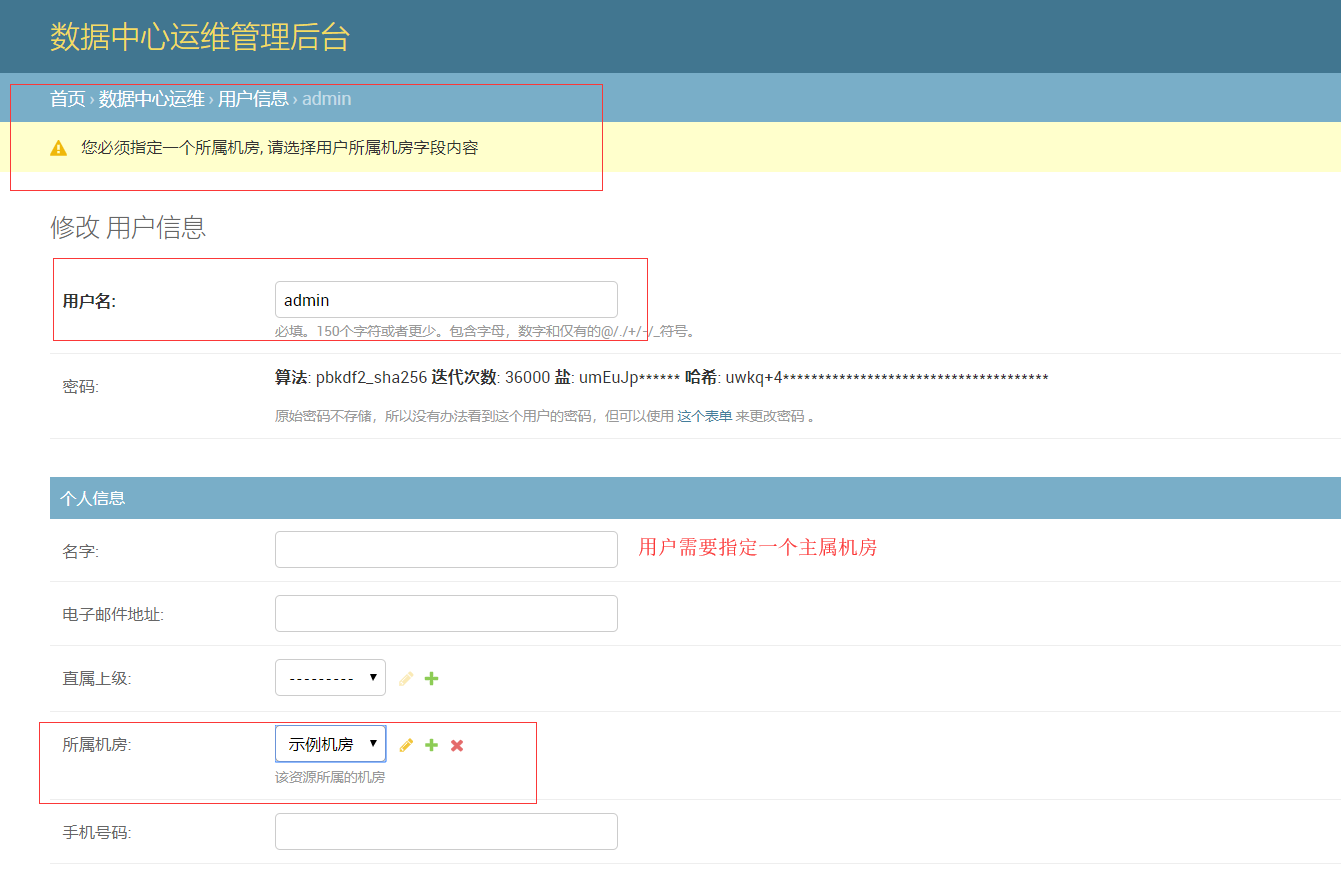 数据中心运维管理后台
首页 › 数据中心运维 › 用户信息 › admin
您必须指定一个所属机房, 请选择用户所属机房字段内容
修改 用户信息
用户名: admin
必填。150个字符或者更少。包含字母，数字和仅有的@/./+/-/_符号。
密码: 算法: pbkdf2_sha256 迭代次数: 36000 盐: umEuJp****** 哈希: uwkq+4**************************************
原始密码不存储，所以没有办法看到这个用户的密码，但可以使用 这个表单 来更改密码 。
个人信息
名字: 用户需要指定一个主属机房
电子邮件地址:
直属上级: ---------
所属机房: 示例机房
该资源所属的机房
手机号码: